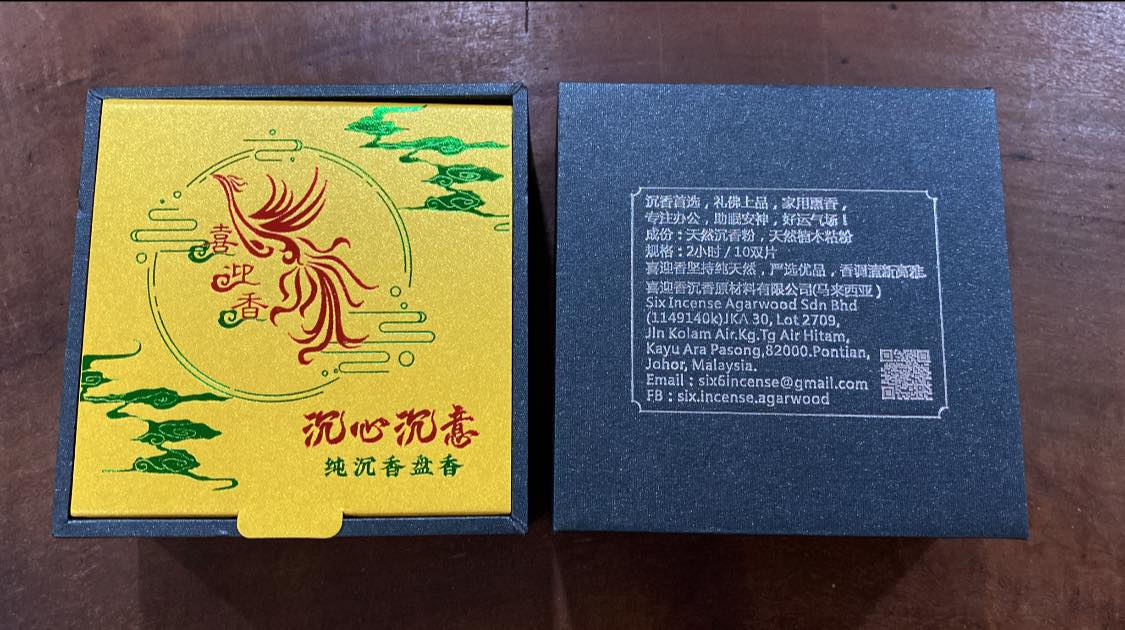 喜迎香
沉心沉意
纯沉香盘香
沉香首选，礼佛上品，家用熏香，
专注办公，助眠安神，好运气场！
成份：天然沉香粉，天然楠木粘粉
规格：2小时 / 10双片
喜迎香坚持纯天然，严选优品，香调清新高雅.
喜迎香沉香原材料有限公司(马来西亚)
Six Incense Agarwood Sdn Bhd
(1149140k)JKA 30, Lot 2709,
Jln Kolam Air.Kg.Tg Air Hitam,
Kayu Ara Pasong,82000.Pontian,
Johor, Malaysia.
Email : six6incense@gmail.com
FB : six.incense.agarwood